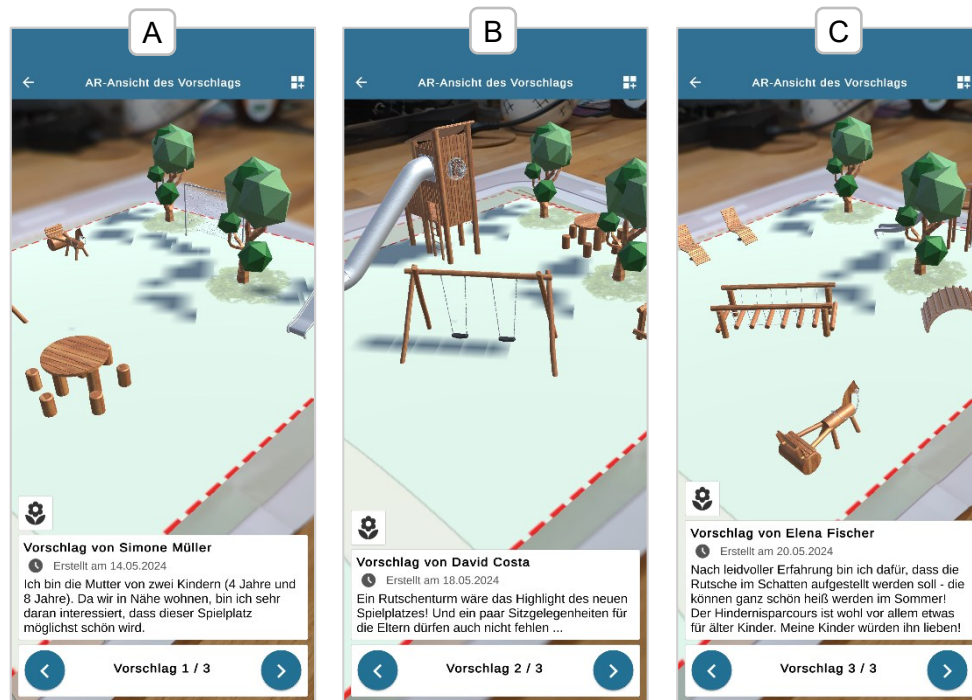 A
AR-Ansicht des Vorschlags
Vorschlag von Simone Müller
Erstellt am 14.05.2024
Ich bin die Mutter von zwei Kindern (4 Jahre und
8 Jahre). Da wir in Nähe wohnen, bin ich sehr
daran interessiert, dass dieser Spielplatz
möglichst schön wird.
Vorschlag 1 / 3
B
AR-Ansicht des Vorschlags
Vorschlag von David Costa
Erstellt am 18.05.2024
Ein Rutschenturm wäre das Highlight des neuen
Spielplatzes! Und ein paar Sitzgelegenheiten für
die Eltern dürfen auch nicht fehlen ...
Vorschlag 2 / 3
C
AR-Ansicht des Vorschlags
Vorschlag von Elena Fischer
Erstellt am 20.05.2024
Nach leidvoller Erfahrung bin ich dafür, dass die
Rutsche im Schatten aufgestellt werden soll - die
können ganz schön heiß werden im Sommer!
Der Hindernisparcours ist wohl vor allem etwas
für älter Kinder. Meine Kinder würden ihn lieben!
Vorschlag 3 / 3